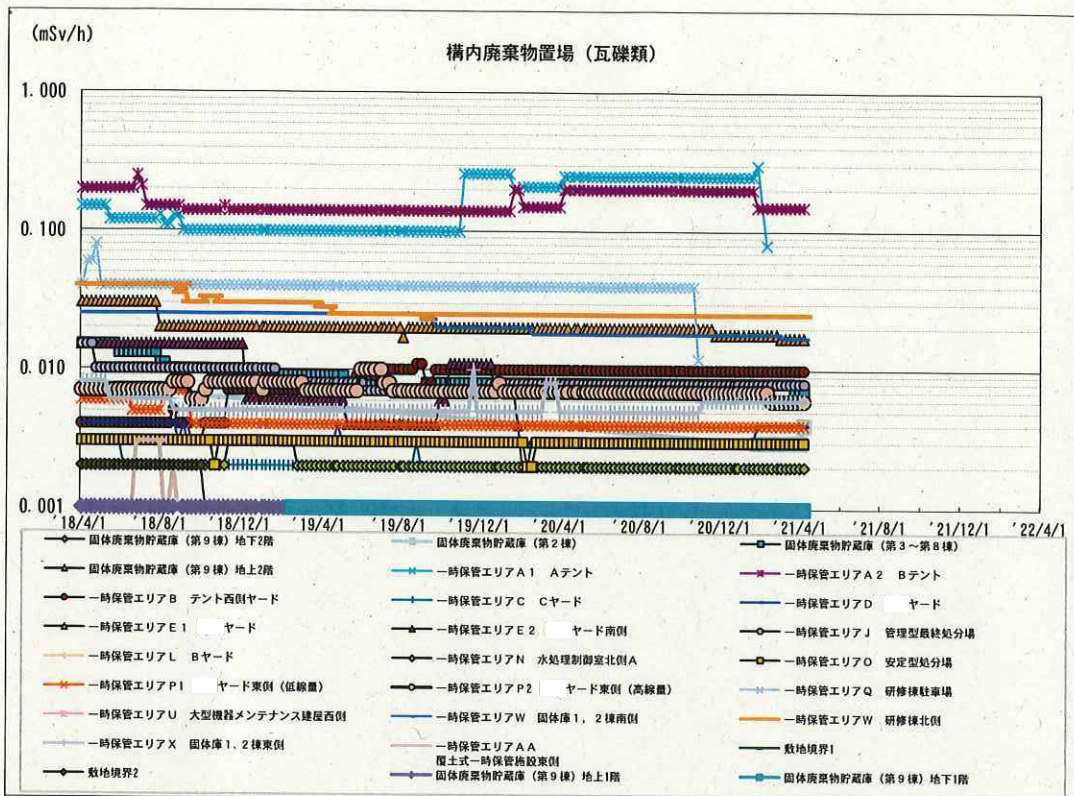 (mSv/h)
構内廃棄物置場（瓦礫類）
1.000
0.100
0.010
0.001
'18/4/1 '18/8/1 '18/12/1 '19/4/1 '19/8/1 '19/12/1 '20/4/1 '20/8/1 '20/12/1 '21/4/1 '21/8/1 '21/12/1 '22/4/1
固体廃棄物貯蔵庫（第9棟）地下2階 固体廃棄物貯蔵庫（第2棟） 固体廃棄物貯蔵庫（第3～第8棟）
固体廃棄物貯蔵庫（第9棟）地上2階 一時保管エリアA1 Aテント 一時保管エリアA2 Bテント
一時保管エリアB テント西側ヤード 一時保管エリアC Cヤード 一時保管エリアD ヤード
一時保管エリアE1 ヤード 一時保管エリアE2 ヤード南側 一時保管エリアJ 管理型最終処分場
一時保管エリアL Bヤード 一時保管エリアN 水処理制御室北側A 一時保管エリアO 安定型処分場
一時保管エリアP1 ヤード東側（低線量） 一時保管エリアP2 ヤード東側（高線量） 一時保管エリアQ 研修棟駐車場
一時保管エリアU 大型機器メンテナンス建屋西側 一時保管エリアW 固体庫1，2棟南側 一時保管エリアW 研修棟北側
一時保管エリアX 固体庫1，2棟東側 一時保管エリアAA 敷地境界1
覆土式一時保管施設東側
敷地境界2 固体廃棄物貯蔵庫（第9棟）地上1階 固体廃棄物貯蔵庫（第9棟）地下1階